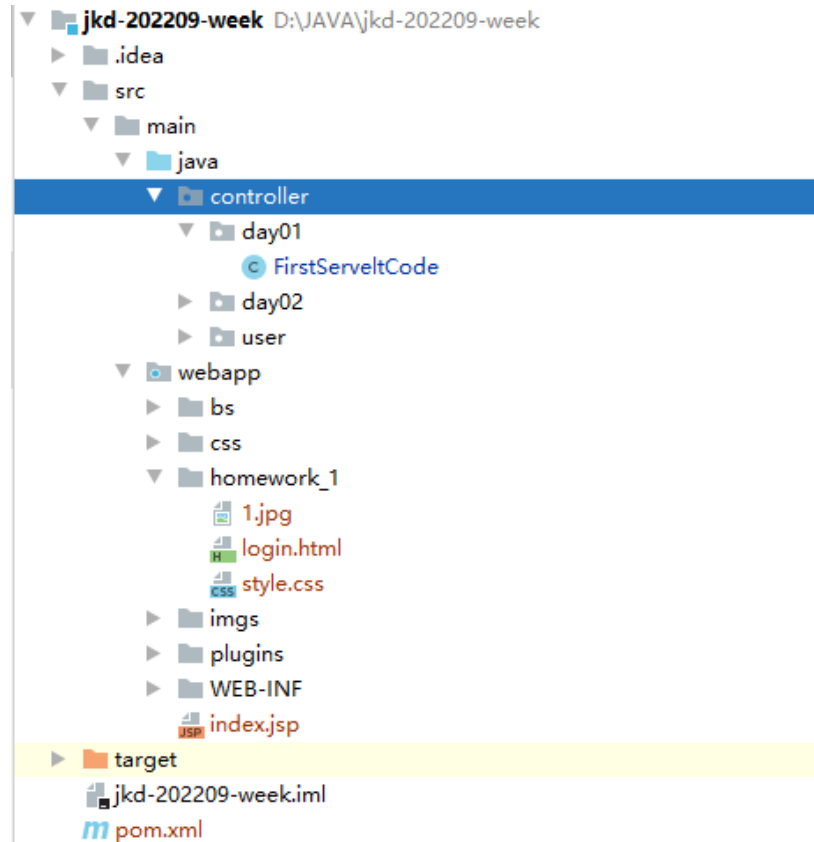 jkd-202209-week D:\JAVA\jkd-202209-week
.idea
src
main
java
controller
day01
C FirstServeltCode
day02
user
webapp
bs
css
homework_1
1.jpg
H login.html
CSS style.css
imgs
plugins
WEB-INF
JSP index.jsp
target
jkd-202209-week.iml
m pom.xml